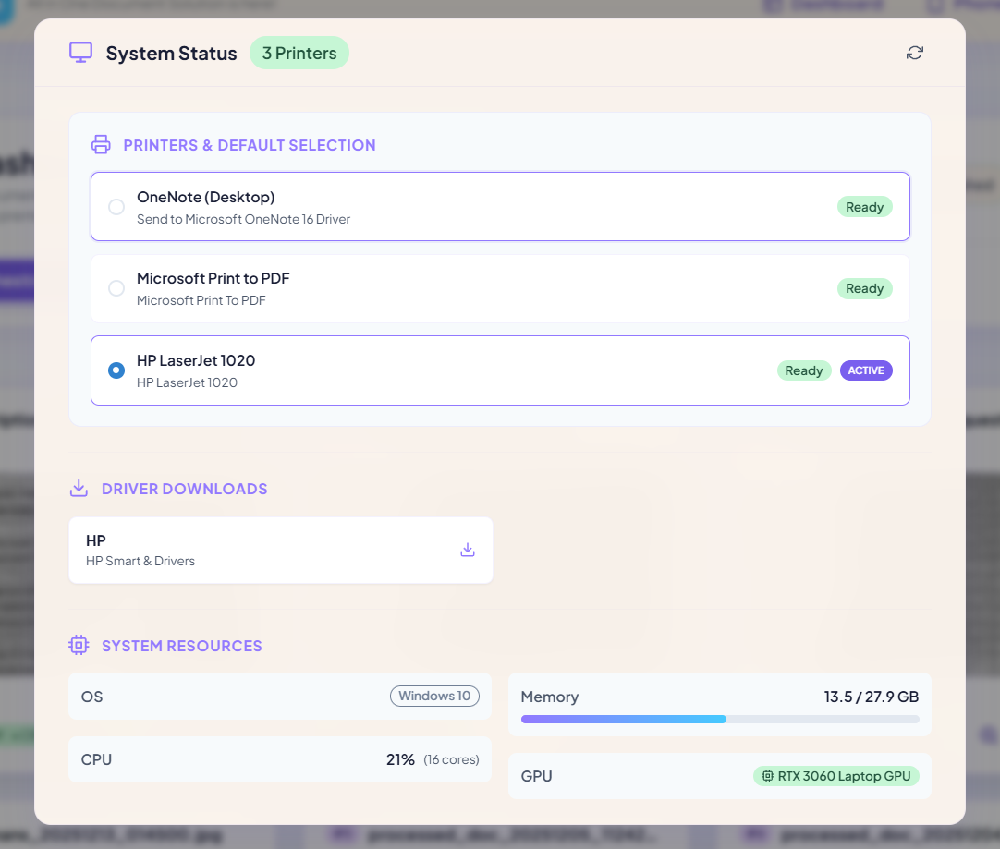 System Status
3 Printers
PRINTERS & DEFAULT SELECTION
OneNote (Desktop)
Send to Microsoft OneNote 16 Driver
Ready
Microsoft Print to PDF
Microsoft Print To PDF
Ready
HP LaserJet 1020
HP LaserJet 1020
Ready
ACTIVE
DRIVER DOWNLOADS
HP
HP Smart & Drivers
SYSTEM RESOURCES
OS
Windows 10
Memory
13.5 / 27.9 GB
CPU
21% (16 cores)
GPU
RTX 3060 Laptop GPU